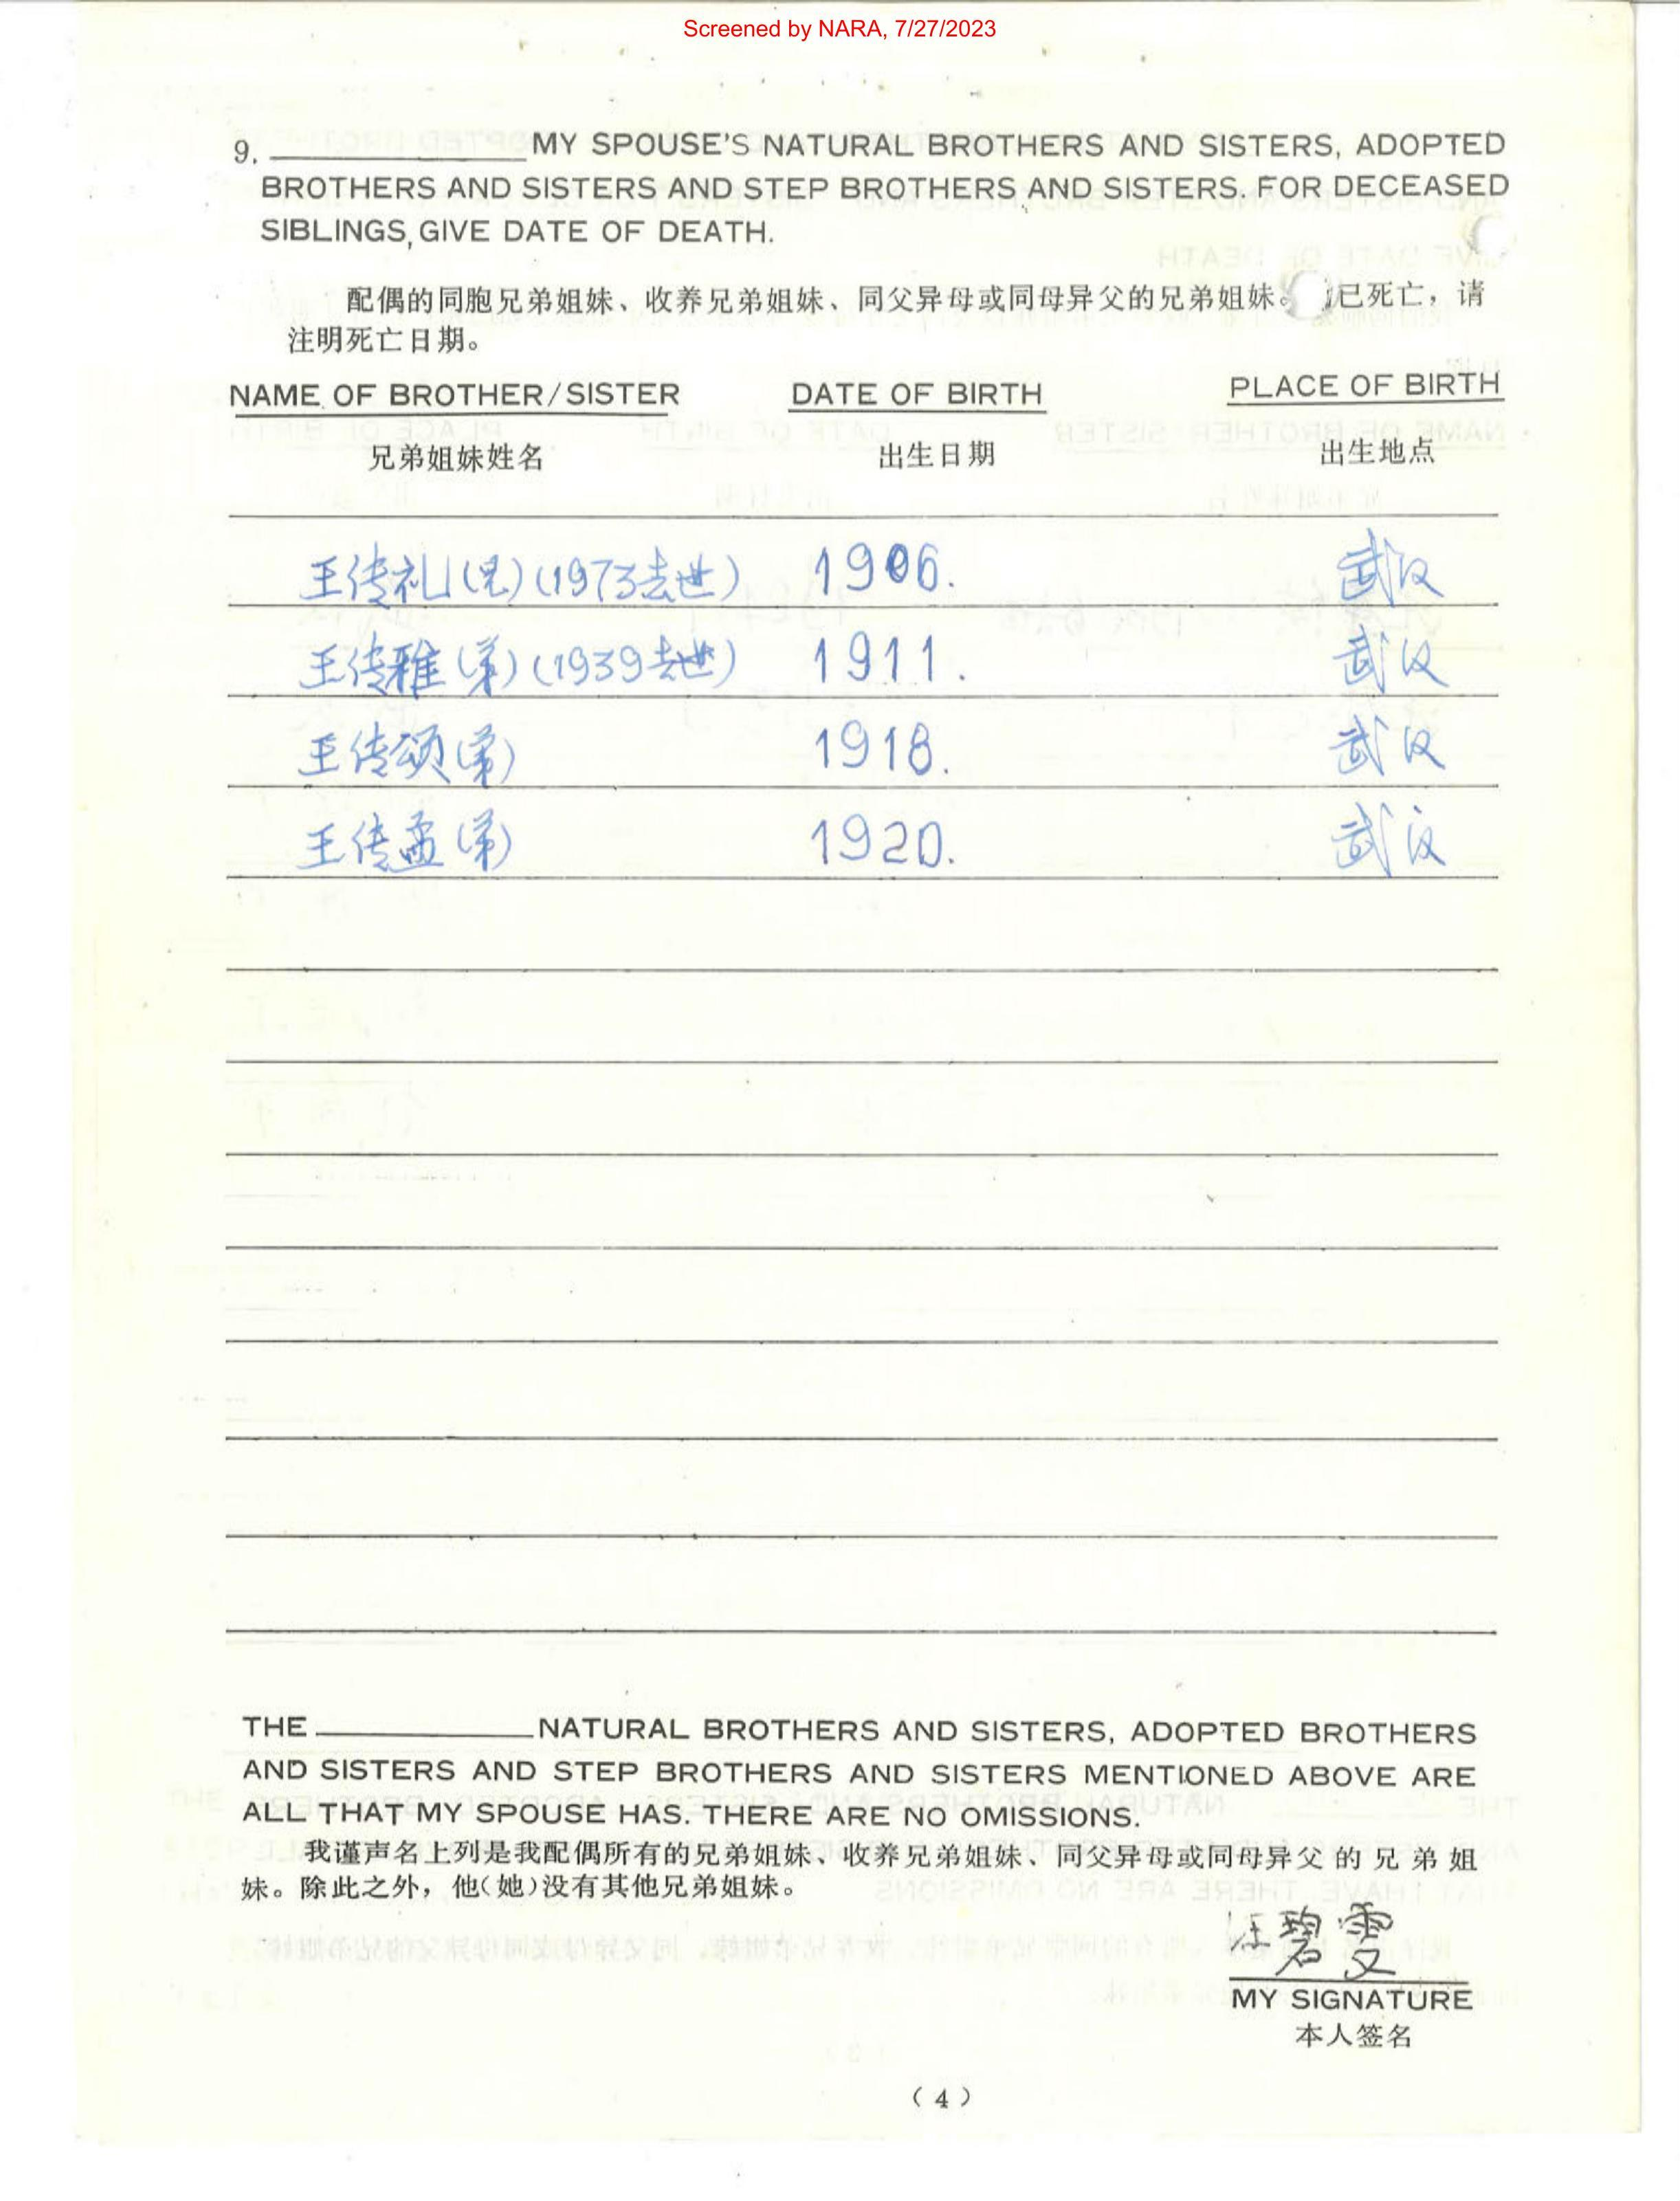 Screened by NARA, 7/27/2023
9. ____________ MY SPOUSE'S NATURAL BROTHERS AND SISTERS, ADOPTED
BROTHERS AND SISTERS AND STEP BROTHERS AND SISTERS. FOR DECEASED
SIBLINGS, GIVE DATE OF DEATH.
配偶的同胞兄弟姐妹、收养兄弟姐妹、同父异母或同母异父的兄弟姐妹。已死亡，请
注明死亡日期。
NAME OF BROTHER/SISTER DATE OF BIRTH PLACE OF BIRTH
兄弟姐妹姓名 出生日期 出生地点
王传礼(兄)(1973去世) 1906. 武汉
王传雅(弟)(1939去世) 1911. 武汉
王传颂(弟) 1918. 武汉
王传孟(弟) 1920. 武汉
THE ____________ NATURAL BROTHERS AND SISTERS, ADOPTED BROTHERS
AND SISTERS AND STEP BROTHERS AND SISTERS MENTIONED ABOVE ARE
ALL THAT MY SPOUSE HAS. THERE ARE NO OMISSIONS.
我谨声名上列是我配偶所有的兄弟姐妹、收养兄弟姐妹、同父异母或同母异父的兄弟姐
妹。除此之外，他(她)没有其他兄弟姐妹。
汪碧雯
MY SIGNATURE
本人签名
(4)